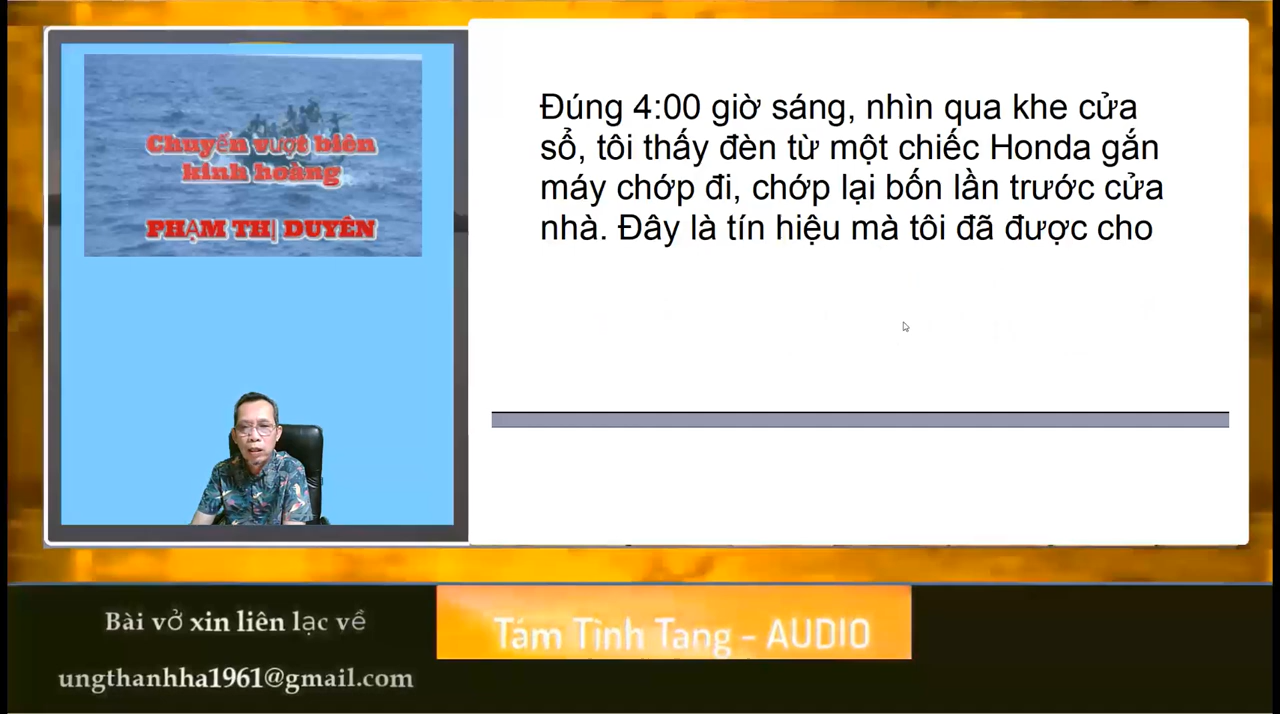 Chuyến vượt biên
kinh hoàng
PHẠM THỊ DUYÊN
Đúng 4:00 giờ sáng, nhìn qua khe cửa
sổ, tôi thấy đèn từ một chiếc Honda gắn
máy chớp đi, chớp lại bốn lần trước cửa
nhà. Đây là tín hiệu mà tôi đã được cho
Bài vở xin liên lạc về
ungthanhha1961@gmail.com
Tám Tình Tang - AUDIO